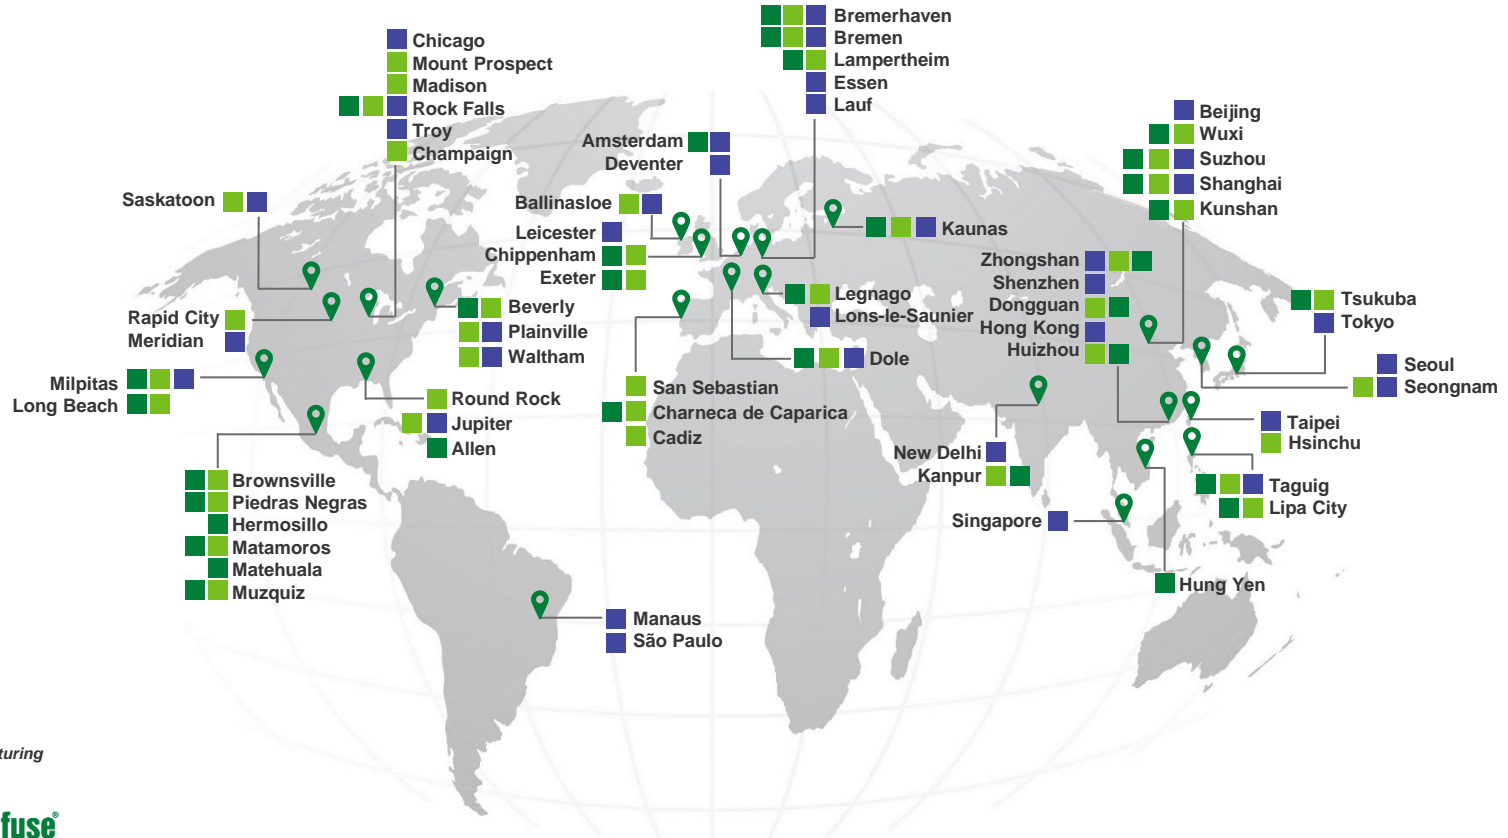 Chicago
Mount Prospect
Madison
Rock Falls
Troy
Champaign
Bremerhaven
Bremen
Lampertheim
Essen
Lauf
Beijing
Wuxi
Suzhou
Shanghai
Kunshan
Amsterdam
Deventer
Saskatoon
Ballinasloe
Leicester
Chippenham
Exeter
Kaunas
Zhongshan
Shenzhen
Dongguan
Hong Kong
Huizhou
Rapid City
Meridian
Beverly
Plainville
Waltham
Legnago
Lons-le-Saunier
Tsukuba
Tokyo
Dole
Seoul
Seongnam
Milpitas
Long Beach
Round Rock
Jupiter
Allen
San Sebastian
Charneca de Caparica
Cadiz
Taipei
Hsinchu
New Delhi
Kanpur
Brownsville
Piedras Negras
Hermosillo
Matamoros
Matehuala
Muzquiz
Taguig
Lipa City
Singapore
Hung Yen
Manaus
São Paulo
turing
fuse®